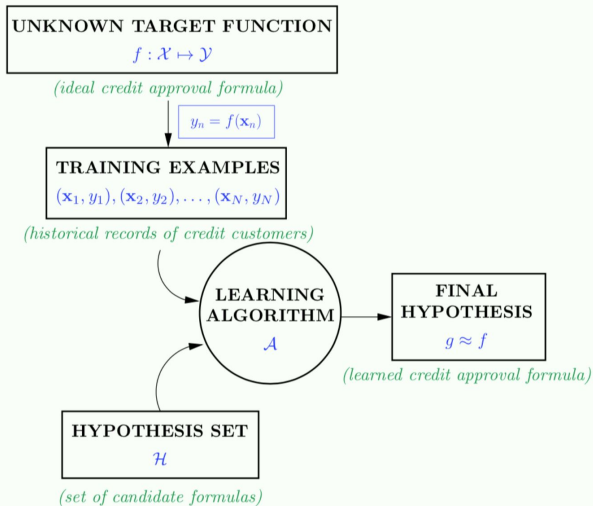 UNKNOWN TARGET FUNCTION
f : 𝒳 ↦ 𝒴
(ideal credit approval formula)
yₙ = f(𝐱ₙ)
TRAINING EXAMPLES
(𝐱₁, y₁), (𝐱₂, y₂), . . . , (𝐱_N, y_N)
(historical records of credit customers)
LEARNING
ALGORITHM
𝒜
FINAL
HYPOTHESIS
g ≈ f
(learned credit approval formula)
HYPOTHESIS SET
ℋ
(set of candidate formulas)